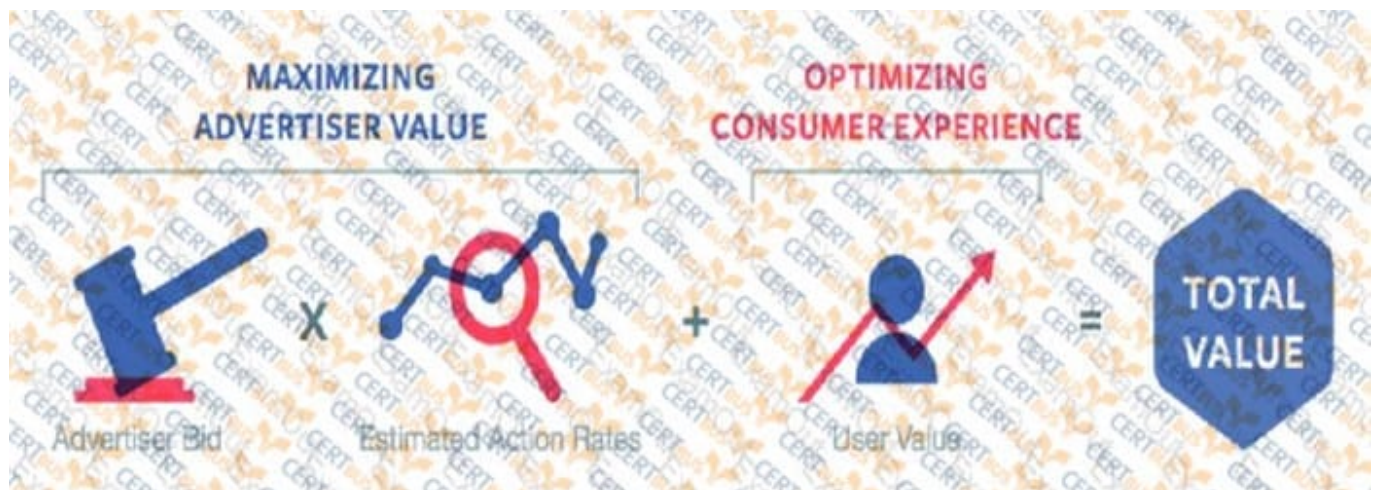 MAXIMIZING
ADVERTISER VALUE
OPTIMIZING
CONSUMER EXPERIENCE
X
+
=
TOTAL
VALUE
Advertiser Bid
Estimated Action Rates
User Value